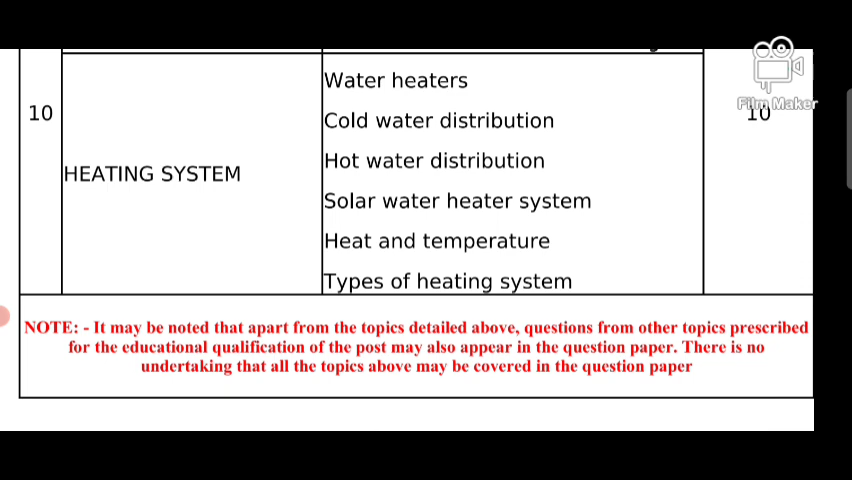 Water heaters
10
Cold water distribution
Hot water distribution
HEATING SYSTEM
Solar water heater system
Heat and temperature
Types of heating system
10
Film Maker
NOTE: - It may be noted that apart from the topics detailed above, questions from other topics prescribed
for the educational qualification of the post may also appear in the question paper. There is no
undertaking that all the topics above may be covered in the question paper